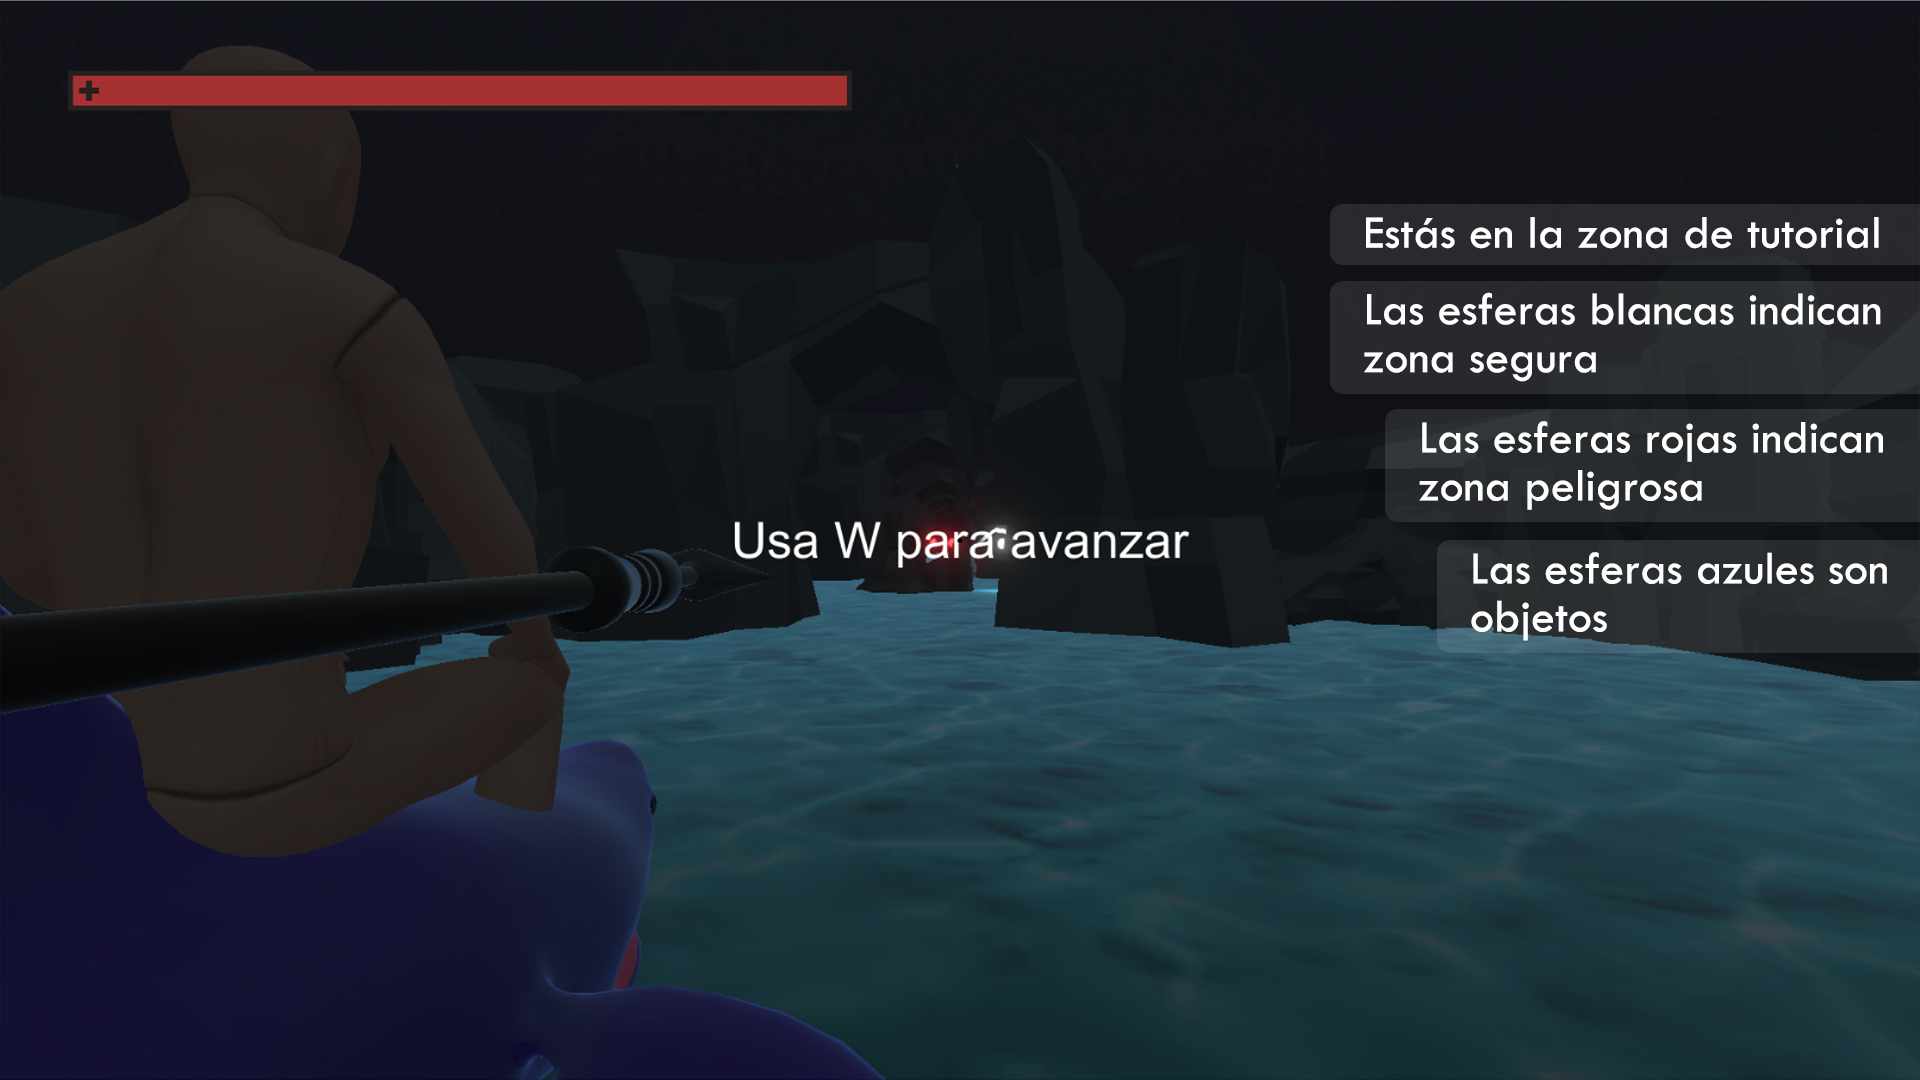 Estás en la zona de tutorial
Las esferas blancas indican
zona segura
Las esferas rojas indican
zona peligrosa
Usa W para avanzar
Las esferas azules son
objetos